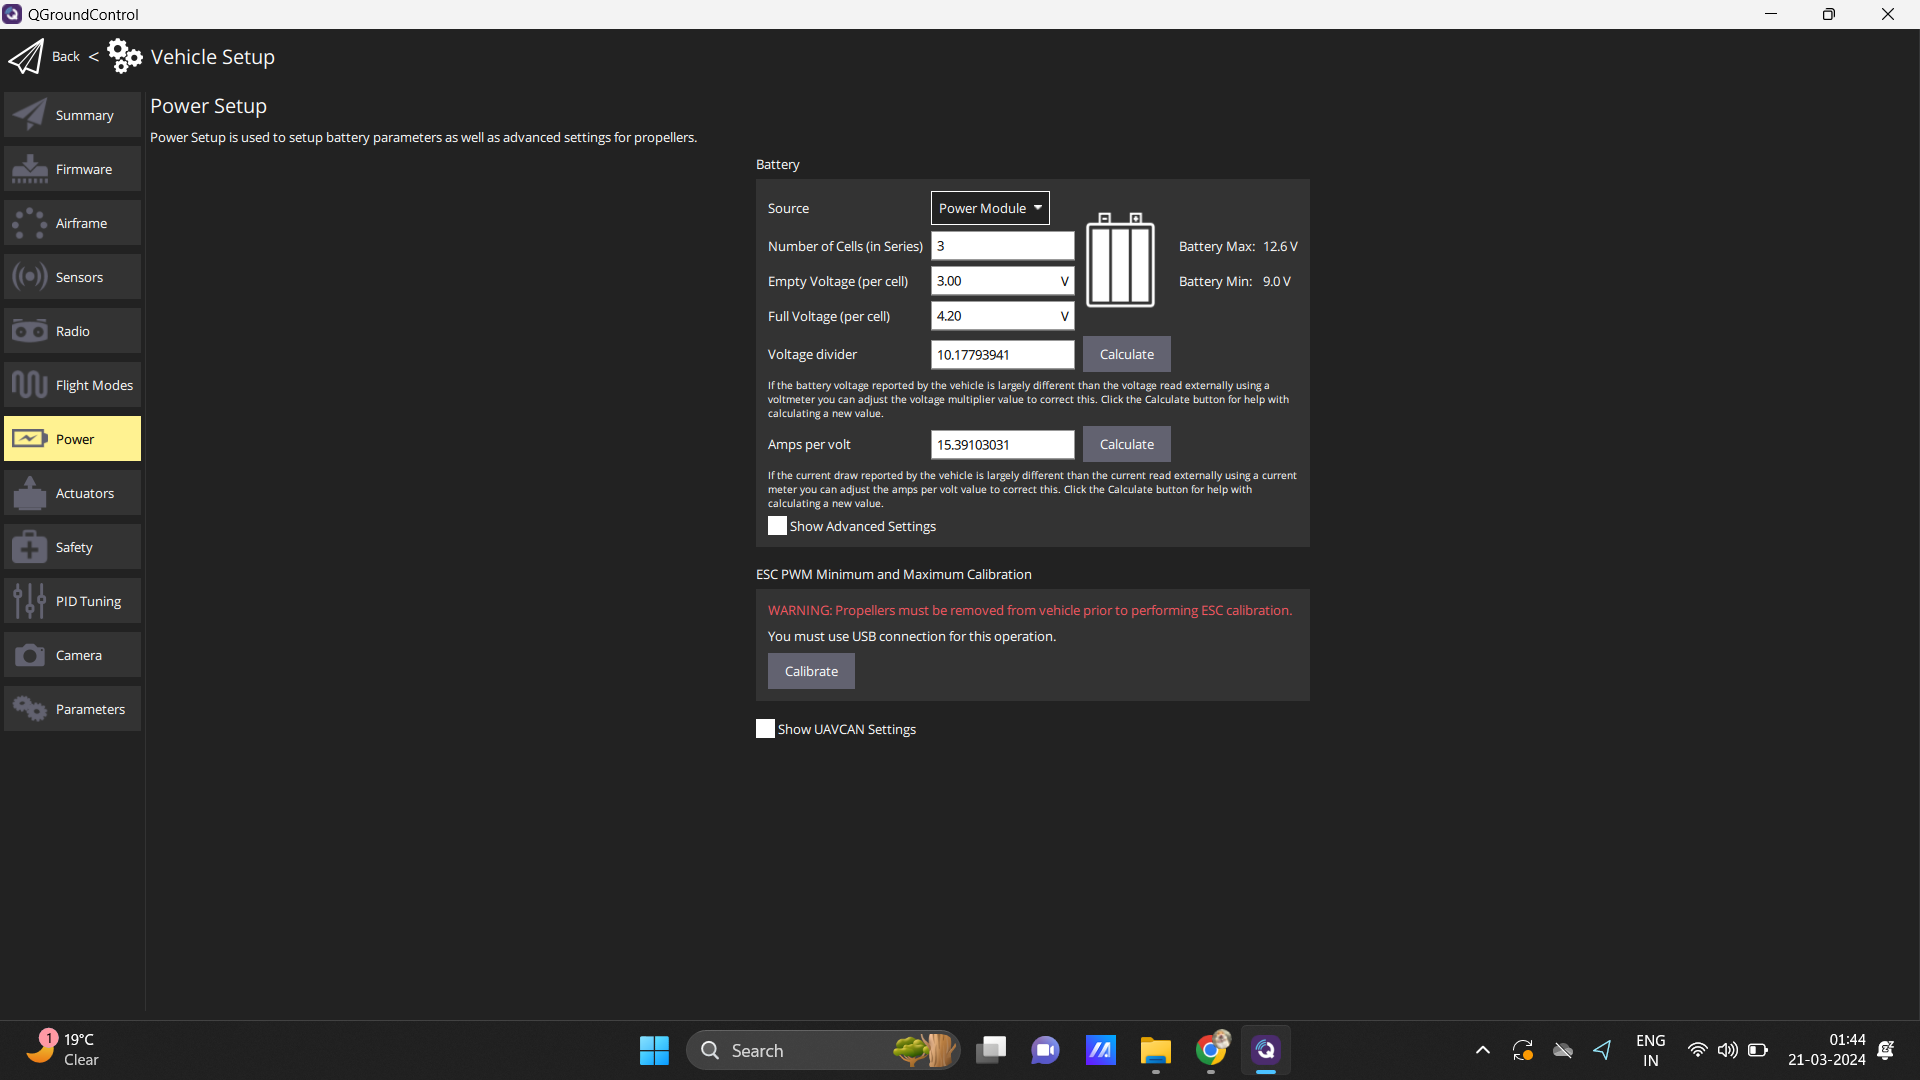 QGroundControl
Back < Vehicle Setup
Summary
Firmware
Airframe
Sensors
Radio
Flight Modes
Power
Actuators
Safety
PID Tuning
Camera
Parameters
Power Setup
Power Setup is used to setup battery parameters as well as advanced settings for propellers.
Battery
Source Power Module
Number of Cells (in Series) 3 Battery Max: 12.6 V
Empty Voltage (per cell) 3.00 V Battery Min: 9.0 V
Full Voltage (per cell) 4.20 V
Voltage divider 10.17793941 Calculate
If the battery voltage reported by the vehicle is largely different than the voltage read externally using a
voltmeter you can adjust the voltage multiplier value to correct this. Click the Calculate button for help with
calculating a new value.
Amps per volt 15.39103031 Calculate
If the current draw reported by the vehicle is largely different than the current read externally using a current
meter you can adjust the amps per volt value to correct this. Click the Calculate button for help with
calculating a new value.
Show Advanced Settings
ESC PWM Minimum and Maximum Calibration
WARNING: Propellers must be removed from vehicle prior to performing ESC calibration.
You must use USB connection for this operation.
Calibrate
Show UAVCAN Settings
1 19°C
Clear
Search
ENG
IN
01:44
21-03-2024